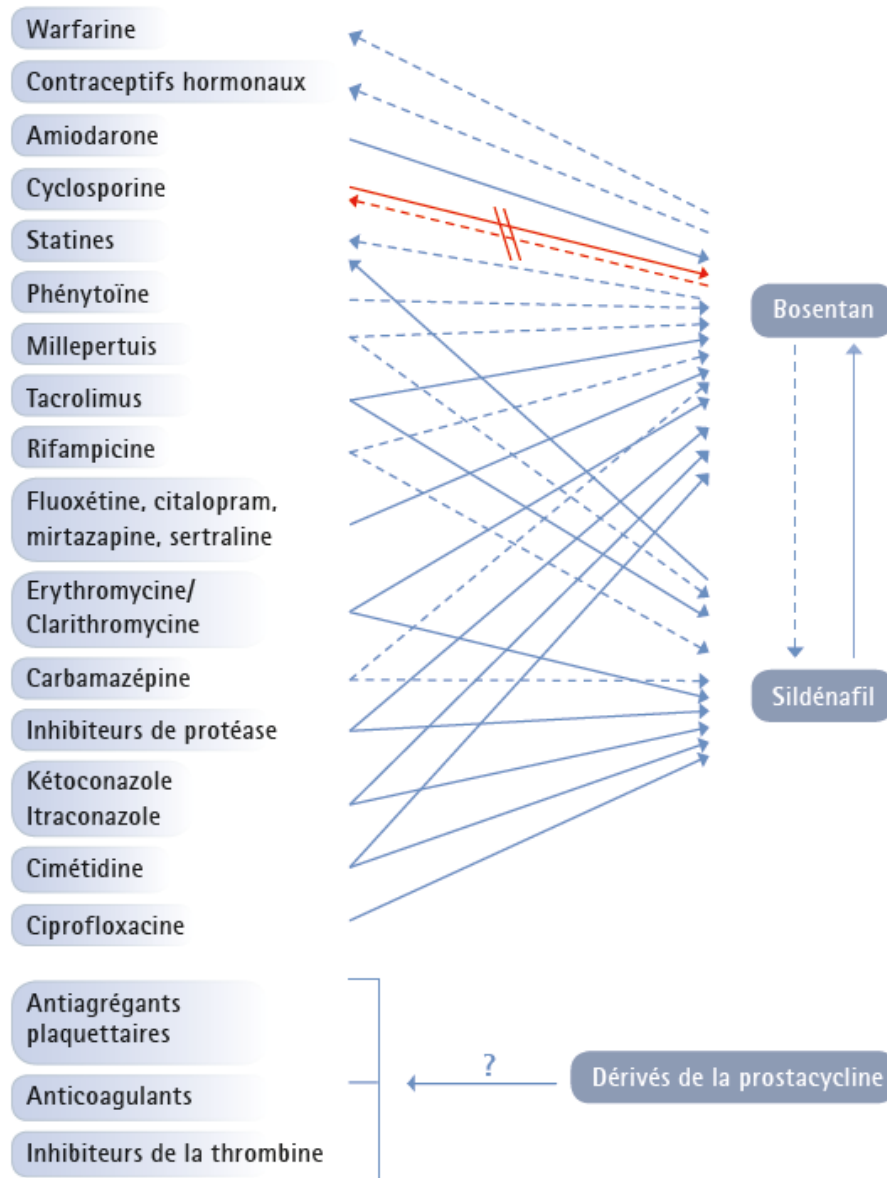 Warfarine
Contraceptifs hormonaux
Amiodarone
Cyclosporine
Statines
Phénytoïne
Bosentan
Millepertuis
Tacrolimus
Rifampicine
Fluoxétine, citalopram,
mirtazapine, sertraline
Erythromycine/
Clarithromycine
Carbamazépine
Sildénafil
Inhibiteurs de protéase
Kétoconazole
Itraconazole
Cimétidine
Ciprofloxacine
Antiagrégants
plaquettaires
?
Dérivés de la prostacycline
Anticoagulants
Inhibiteurs de la thrombine